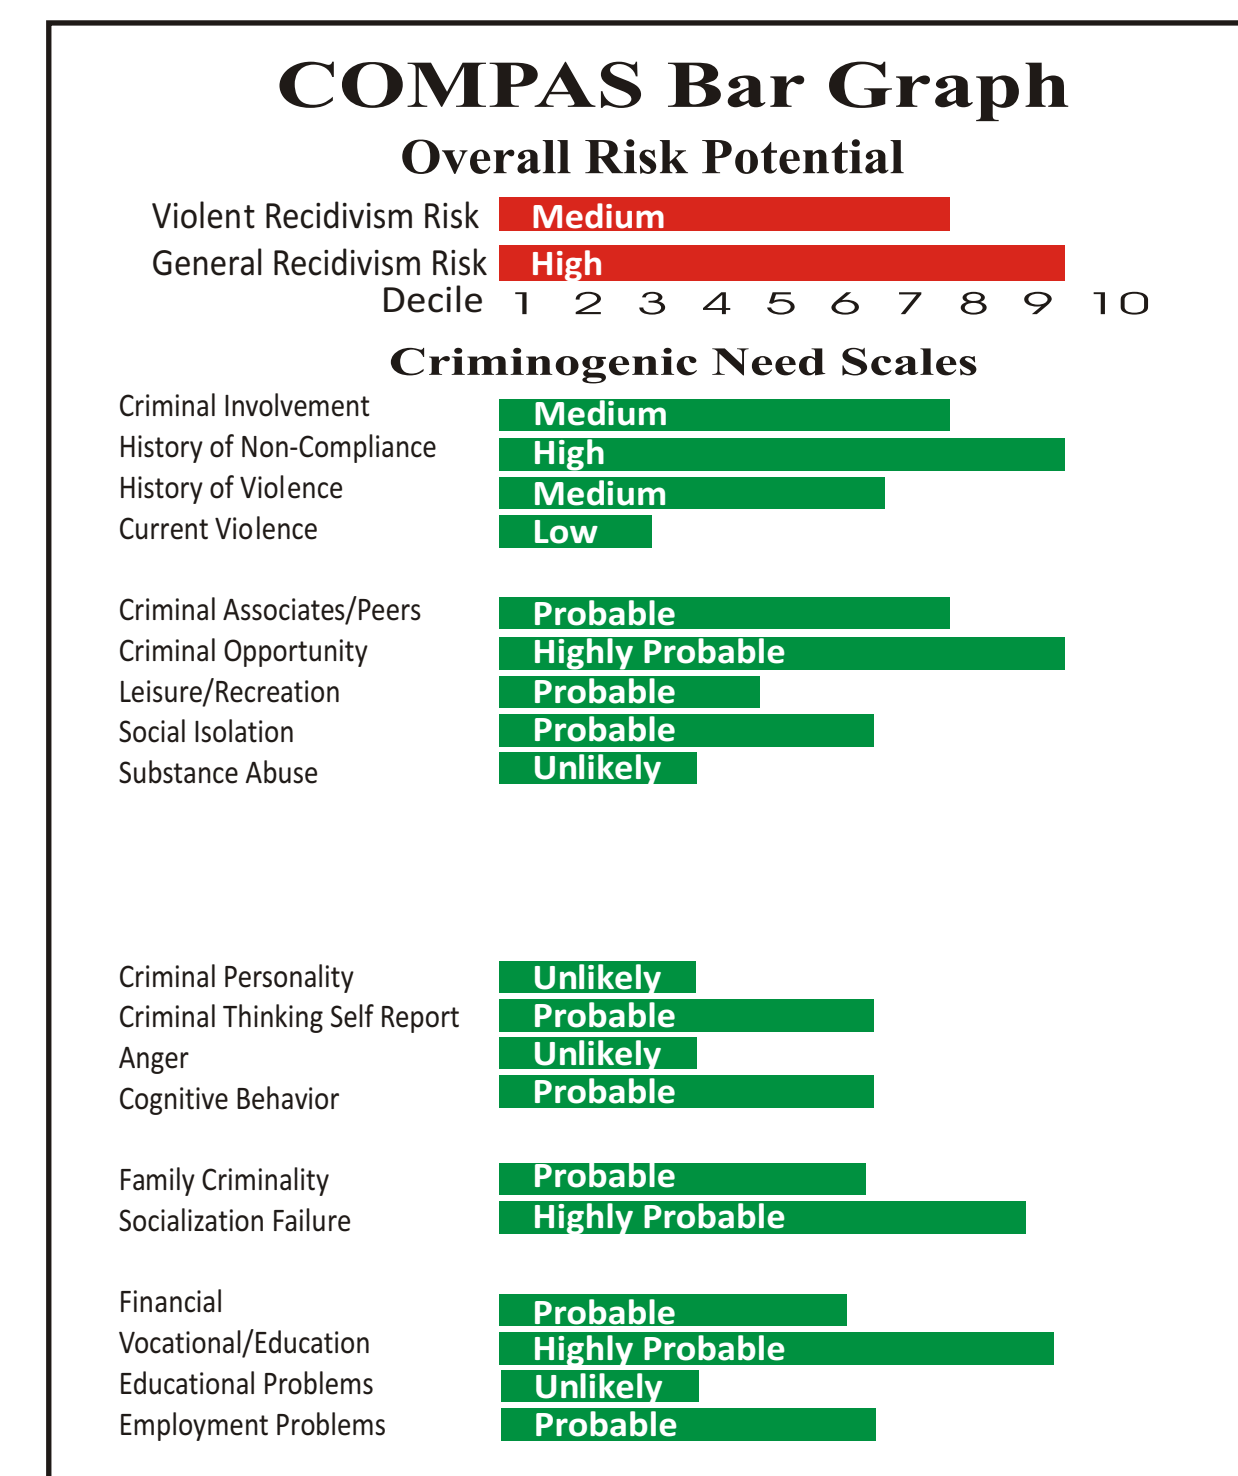 COMPAS Bar Graph
Overall Risk Potential
Violent Recidivism Risk Medium
General Recidivism Risk High
Decile 1 2 3 4 5 6 7 8 9 10
Criminogenic Need Scales
Criminal Involvement Medium
History of Non-Compliance High
History of Violence Medium
Current Violence Low
Criminal Associates/Peers Probable
Criminal Opportunity Highly Probable
Leisure/Recreation Probable
Social Isolation Probable
Substance Abuse Unlikely
Criminal Personality Unlikely
Criminal Thinking Self Report Probable
Anger Unlikely
Cognitive Behavior Probable
Family Criminality Probable
Socialization Failure Highly Probable
Financial Probable
Vocational/Education Highly Probable
Educational Problems Unlikely
Employment Problems Probable